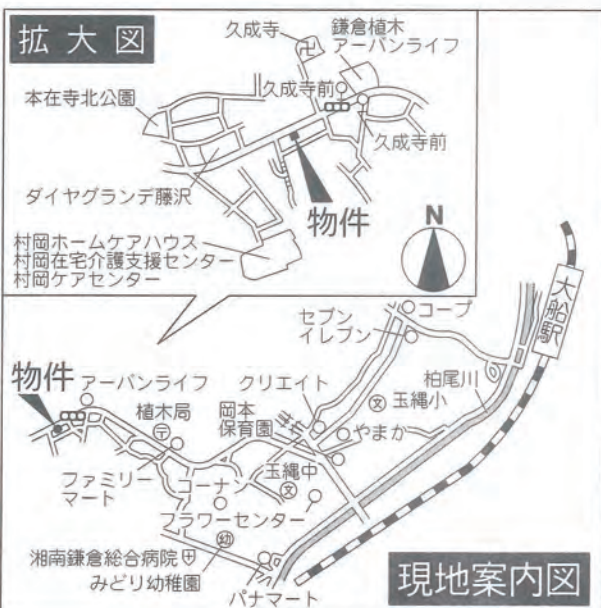 拡大図
久成寺
鎌倉植木
アーバンライフ
本在寺北公園
久成寺前
久成寺前
ダイヤグランデ藤沢
物件
村岡ホームケアハウス
村岡在宅介護支援センター
村岡ケアセンター
N
大船駅
コープ
セブン
イレブン
物件
アーバンライフ
クリエイト
柏尾川
植木局
〒
岡本
保育園
文
玉縄小
やまか
ファミリー
マート
コーナン
玉縄中
文
フラワーセンター
幼
湘南鎌倉総合病院
みどり幼稚園
パナマート
現地案内図